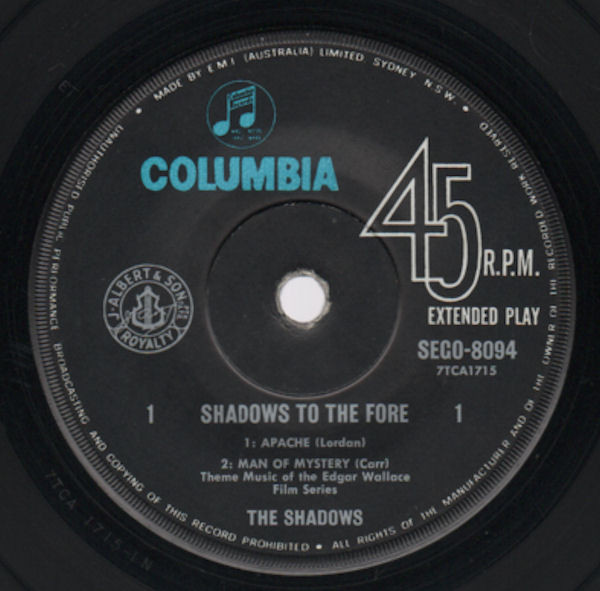 MADE BY E.M.I (AUSTRALIA) LIMITED SYDNEY N.S.W.
UNAUTHORISED PUBLIC PERFORMANCE BROADCASTING AND COPYING OF THIS RECORD PROHIBITED • ALL RIGHTS OF THE MANUFACTURER AND OF THE OWNER OF THE RECORDED WORK RESERVED
COLUMBIA
45 R.P.M.
EXTENDED PLAY
J. ALBERT & SON
ROYALTY
SEGO-8094
7TCA1715
1 SHADOWS TO THE FORE 1
1: APACHE (Lordan)
2: MAN OF MYSTERY (Carr)
Theme Music of the Edgar Wallace
Film Series
THE SHADOWS
7TCA 1715-1N